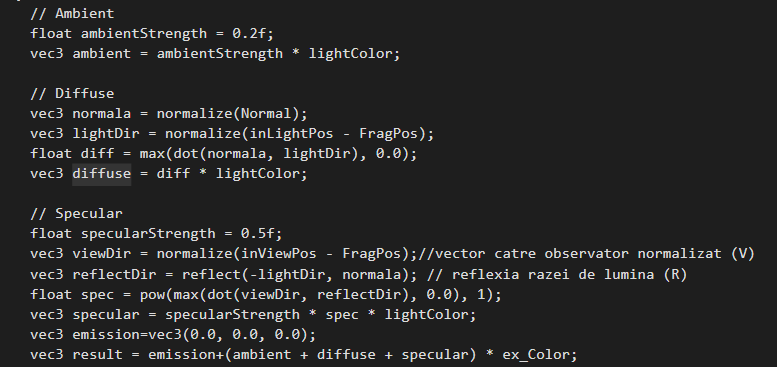 // Ambient
float ambientStrength = 0.2f;
vec3 ambient = ambientStrength * lightColor;
// Diffuse
vec3 normala = normalize(Normal);
vec3 lightDir = normalize(inLightPos - FragPos);
float diff = max(dot(normala, lightDir), 0.0);
vec3 diffuse = diff * lightColor;
// Specular
float specularStrength = 0.5f;
vec3 viewDir = normalize(inViewPos - FragPos);//vector catre observator normalizat (V)
vec3 reflectDir = reflect(-lightDir, normala); // reflexia razei de lumina (R)
float spec = pow(max(dot(viewDir, reflectDir), 0.0), 1);
vec3 specular = specularStrength * spec * lightColor;
vec3 emission=vec3(0.0, 0.0, 0.0);
vec3 result = emission+(ambient + diffuse + specular) * ex_Color;